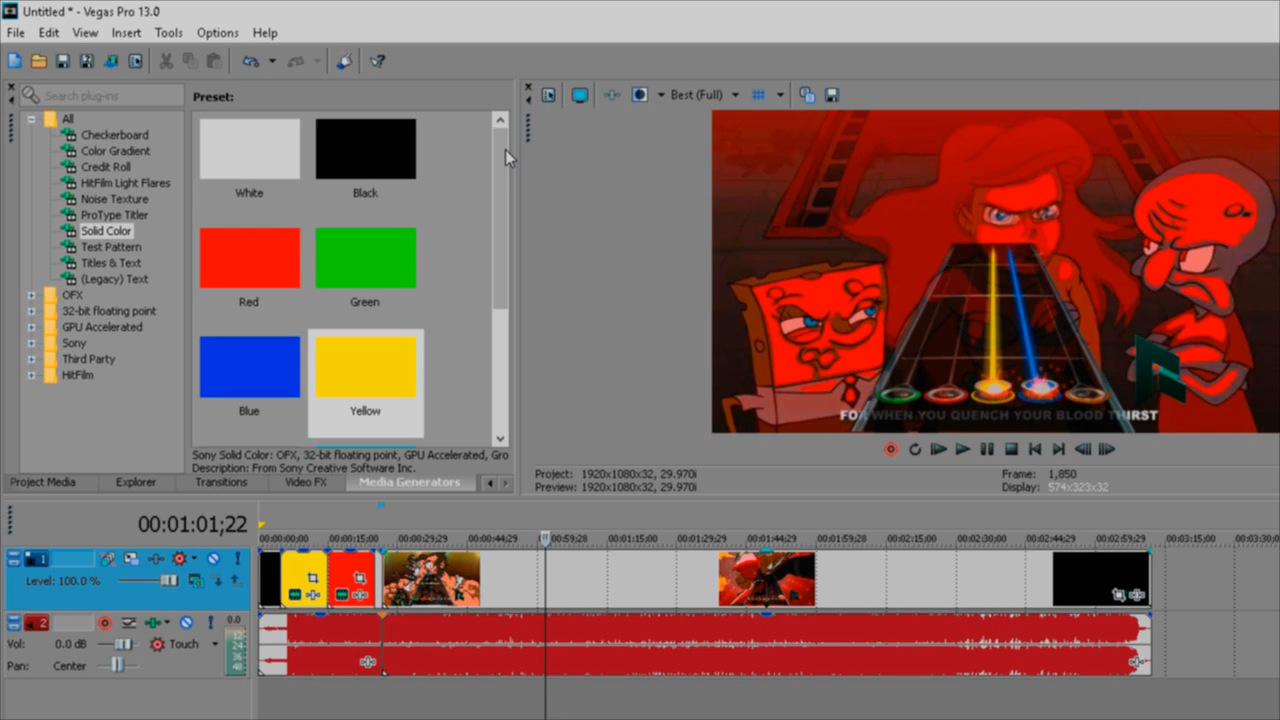 Untitled * - Vegas Pro 13.0
File Edit View Insert Tools Options Help
Search plug-ins
Preset:
Best (Full)
All
Checkerboard
Color Gradient
Credit Roll
HitFilm Light Flares
Noise Texture
ProType Titler
Solid Color
Test Pattern
Titles & Text
(Legacy) Text
OFX
32-bit floating point
GPU Accelerated
Sony
Third Party
HitFilm
White
Black
Red
Green
Blue
Yellow
Sony Solid Color: OFX, 32-bit floating point, GPU Accelerated, Gro
Description: From Sony Creative Software Inc.
Project Media Explorer Transitions Video FX Media Generators
FOR WHEN YOU QUENCH YOUR BLOOD THIRST
Project: 1920x1080x32, 29.970i
Preview: 1920x1080x32, 29.970i
Frame: 1,850
Display: 574x323x32
00:01:01;22
00:00:00;00 00:00:15;00 00:00:29;29 00:00:44;29 00:59;28 00:01:15;00 00:01:29;29 00:01:44;29 00:01:59;28 00:02:15;00 00:02:30;00 00:02:44;29 00:02:59;29 00:03:15;00 00:03:30;0
1
Level: 100.0 %
2
0.0
Vol: 0.0 dB Touch
Pan: Center
12
24
36
48